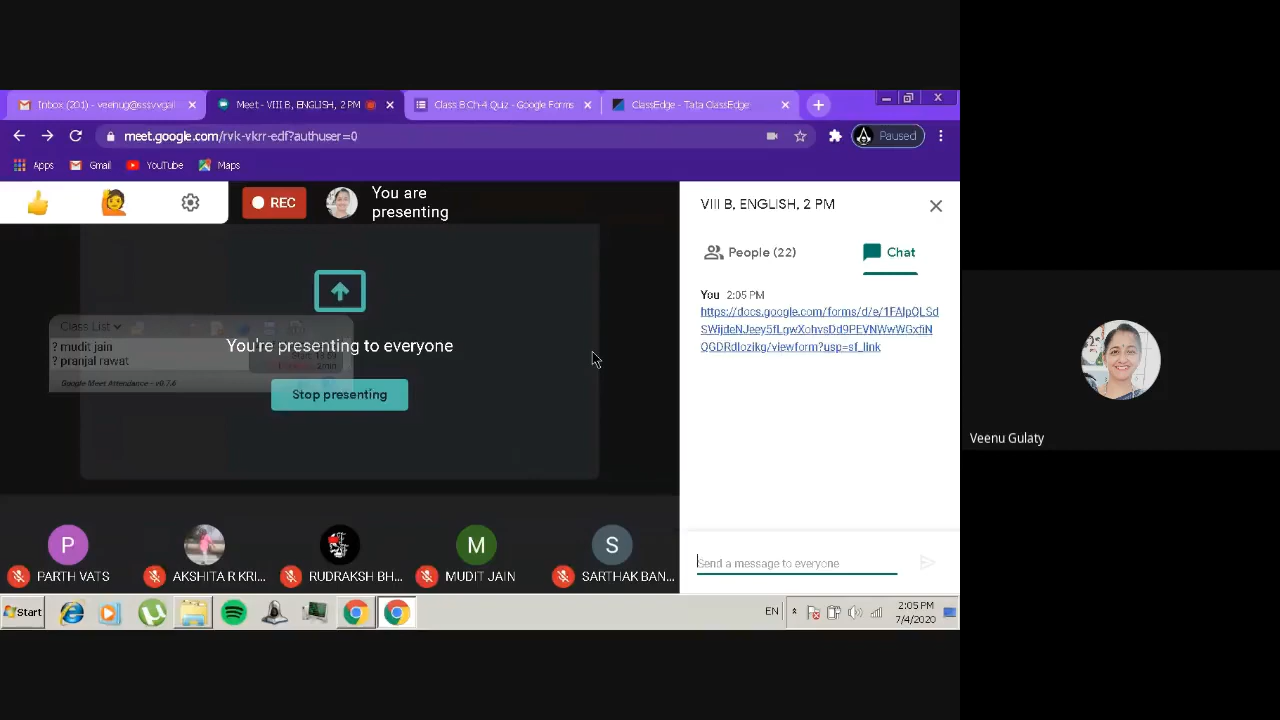 Inbox (201) - veenug@sssvvgai
Meet - VIII B, ENGLISH, 2 PM
Class B Ch-4 Quiz - Google Forms
ClassEdge - Tata ClassEdge
meet.google.com/rvk-vkrr-edf?authuser=0
Paused
Apps
Gmail
YouTube
Maps
REC
You are
presenting
VIII B, ENGLISH, 2 PM
People (22)
Chat
You 2:05 PM
https://docs.google.com/forms/d/e/1FAIpQLSd
SWijdeNJeey5fLgwXohvsDd9PEVNWwWGxfiN
QGDRdlozikg/viewform?usp=sf_link
Class List
? mudit jain
? pranjal rawat
Google Meet Attendance - v0.7.6
You're presenting to everyone
Stop presenting
P
M
S
PARTH VATS
AKSHITA R KRI...
RUDRAKSH BH...
MUDIT JAIN
SARTHAK BAN...
Send a message to everyone
Veenu Gulaty
Start
EN
2:05 PM
7/4/2020